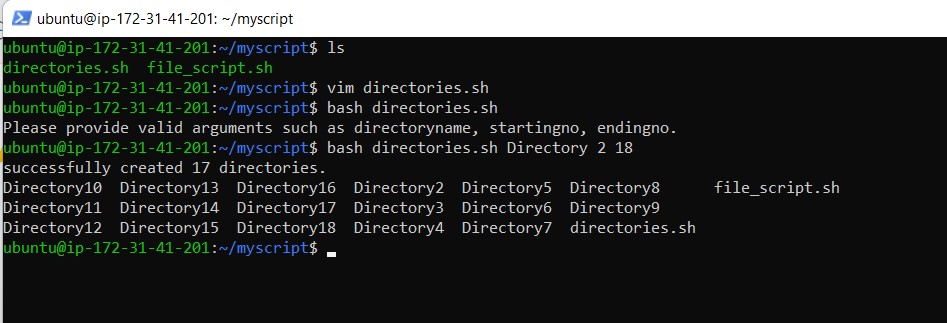 ubuntu@ip-172-31-41-201: ~/myscript
ubuntu@ip-172-31-41-201:~/myscript$ ls
directories.sh  file_script.sh
ubuntu@ip-172-31-41-201:~/myscript$ vim directories.sh
ubuntu@ip-172-31-41-201:~/myscript$ bash directories.sh
Please provide valid arguments such as directoryname, startingno, endingno.
ubuntu@ip-172-31-41-201:~/myscript$ bash directories.sh Directory 2 18
successfully created 17 directories.
Directory10  Directory13  Directory16  Directory2  Directory5  Directory8      file_script.sh
Directory11  Directory14  Directory17  Directory3  Directory6  Directory9
Directory12  Directory15  Directory18  Directory4  Directory7  directories.sh
ubuntu@ip-172-31-41-201:~/myscript$